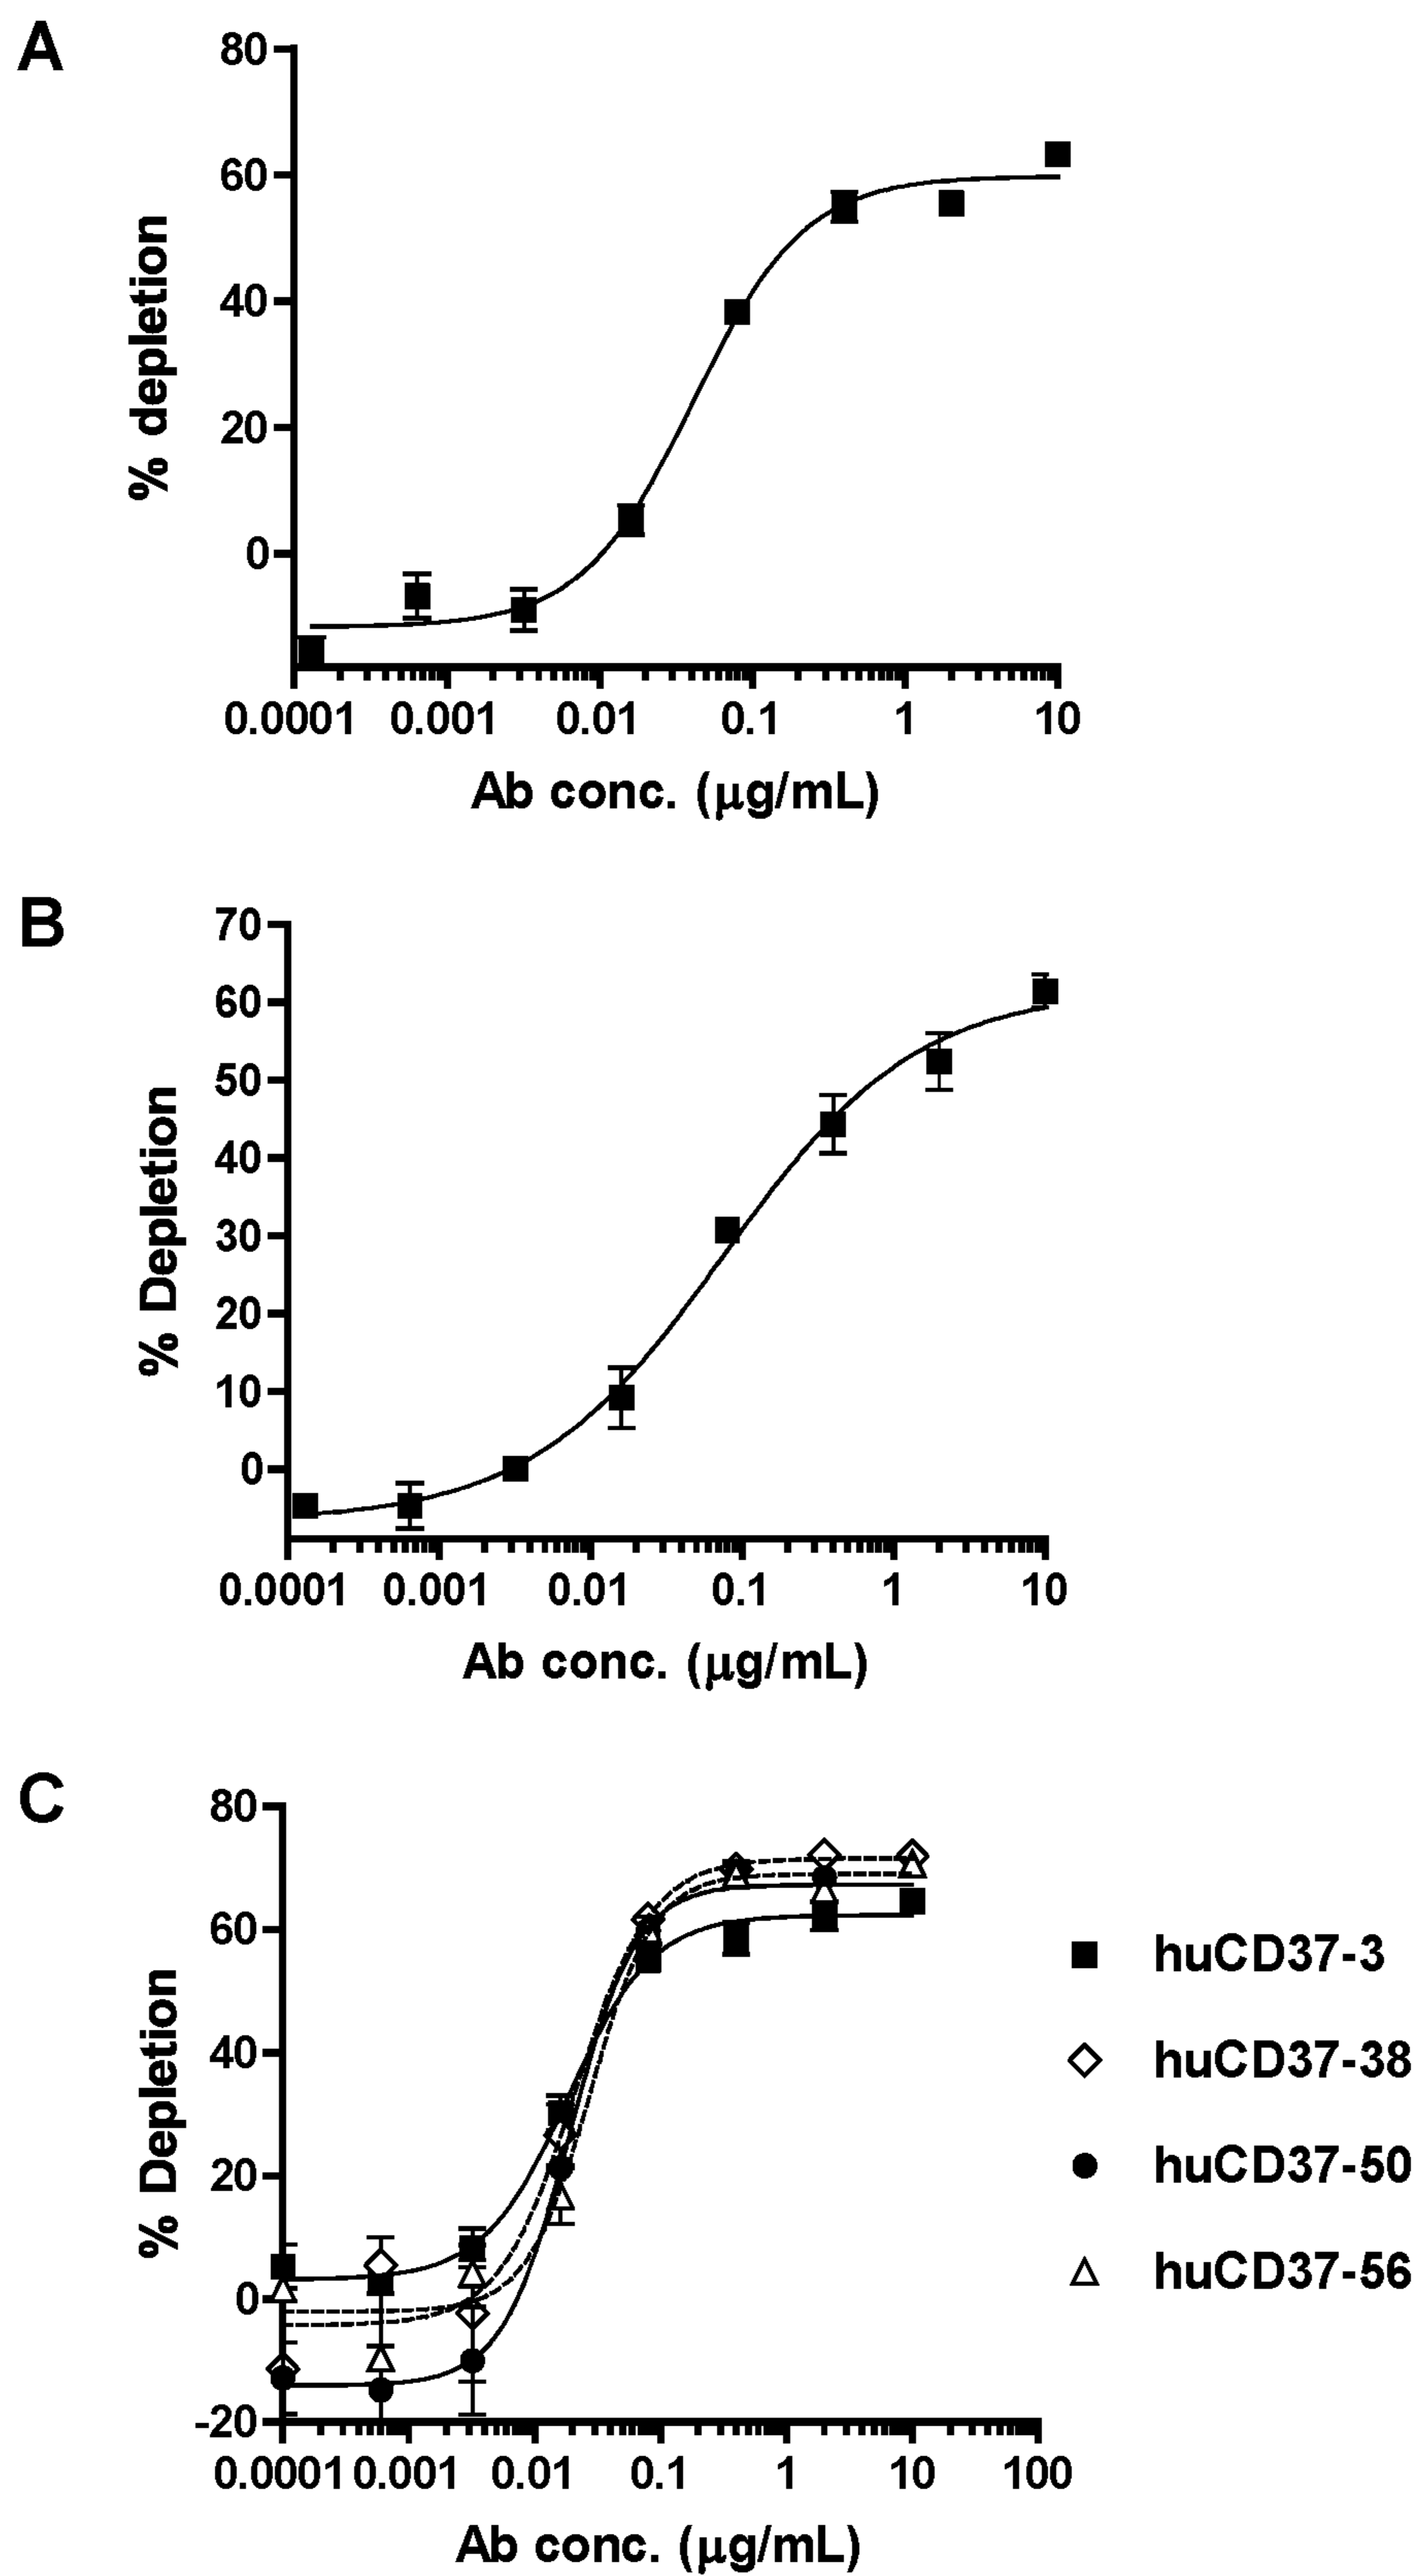 A
80
60
40
20
0
% depletion
0.0001 0.001 0.01 0.1 1 10
Ab conc. (μg/mL)
B
70
60
50
40
30
20
10
0
% Depletion
0.0001 0.001 0.01 0.1 1 10
Ab conc. (μg/mL)
C
80
60
40
20
0
-20
% Depletion
0.0001 0.001 0.01 0.1 1 10 100
Ab conc. (μg/mL)
huCD37-3
huCD37-38
huCD37-50
huCD37-56